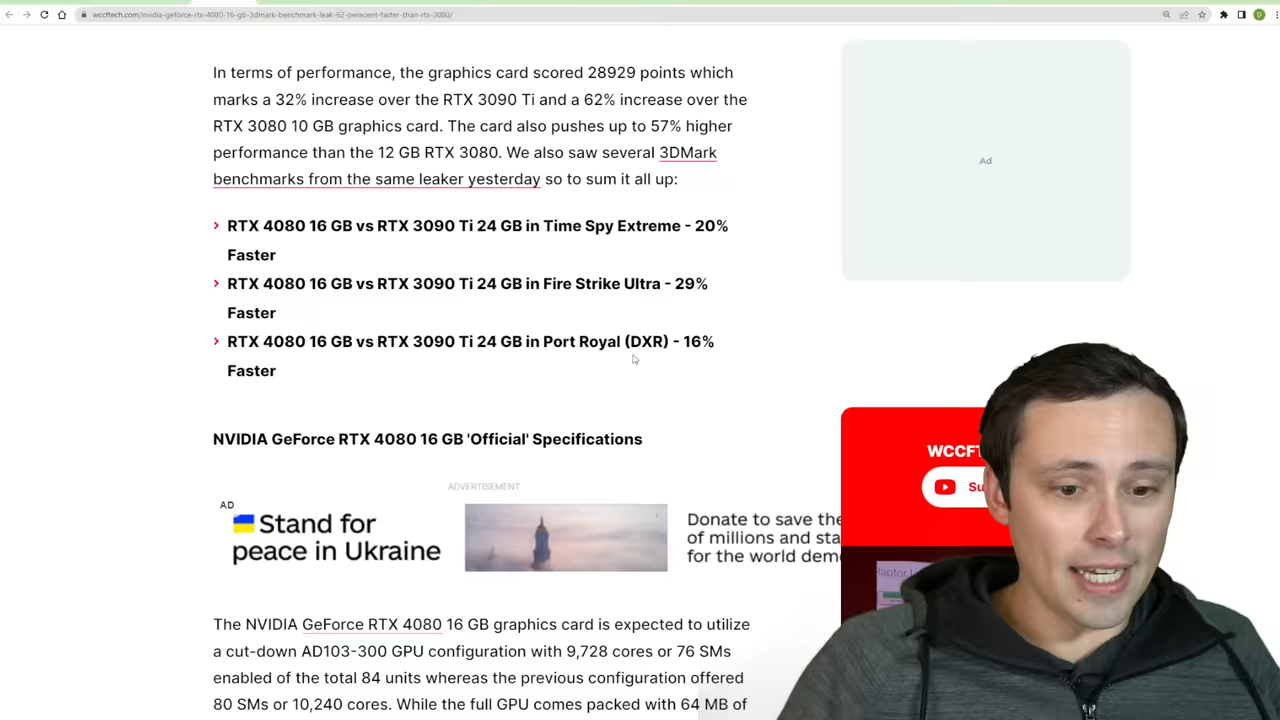 wccftech.com/nvidia-geforce-rtx-4080-16-gb-3dmark-benchmark-leak-62-perecent-faster-than-rtx-3080/
In terms of performance, the graphics card scored 28929 points which
marks a 32% increase over the RTX 3090 Ti and a 62% increase over the
RTX 3080 10 GB graphics card. The card also pushes up to 57% higher
performance than the 12 GB RTX 3080. We also saw several 3DMark
benchmarks from the same leaker yesterday so to sum it all up:
RTX 4080 16 GB vs RTX 3090 Ti 24 GB in Time Spy Extreme - 20%
Faster
RTX 4080 16 GB vs RTX 3090 Ti 24 GB in Fire Strike Ultra - 29%
Faster
RTX 4080 16 GB vs RTX 3090 Ti 24 GB in Port Royal (DXR) - 16%
Faster
Ad
NVIDIA GeForce RTX 4080 16 GB 'Official' Specifications
ADVERTISEMENT
AD
Stand for
peace in Ukraine
Donate to save the
of millions and sta
for the world dem
WCCFT
Su
Raptor L
The NVIDIA GeForce RTX 4080 16 GB graphics card is expected to utilize
a cut-down AD103-300 GPU configuration with 9,728 cores or 76 SMs
enabled of the total 84 units whereas the previous configuration offered
80 SMs or 10,240 cores. While the full GPU comes packed with 64 MB of